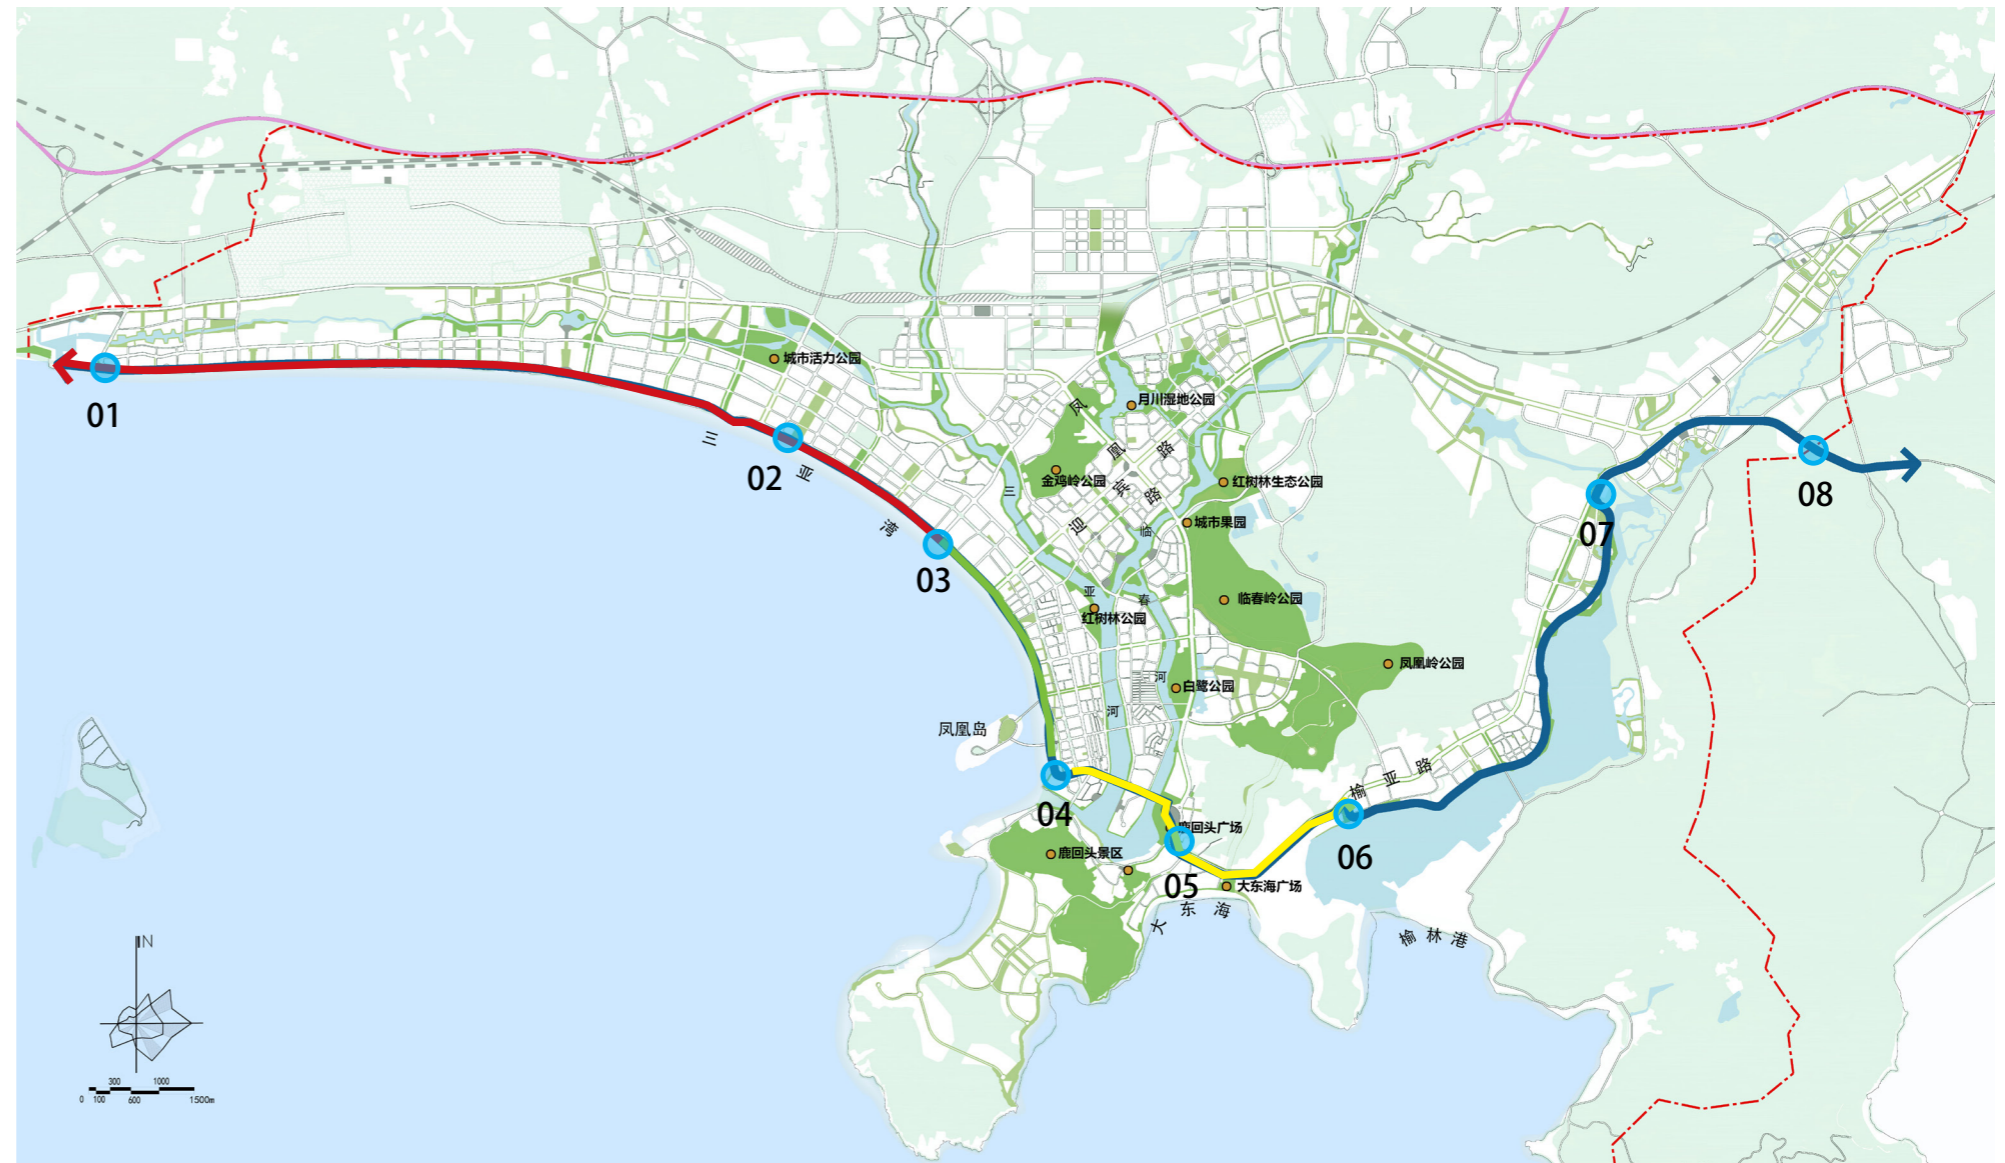 城市活力公园
01
月川湿地公园
凤凰路
三亚湾
02
迎宾路
金鸡岭公园
红树林生态公园
08
城市果园
07
临春河
03
临春岭公园
三亚河
红树林公园
凤凰岭公园
白鹭公园
凤凰岛
榆亚路
04
鹿回头广场
鹿回头景区
06
05
大东海广场
大东海
榆林港
N
300 1000
0 100 600 1500m